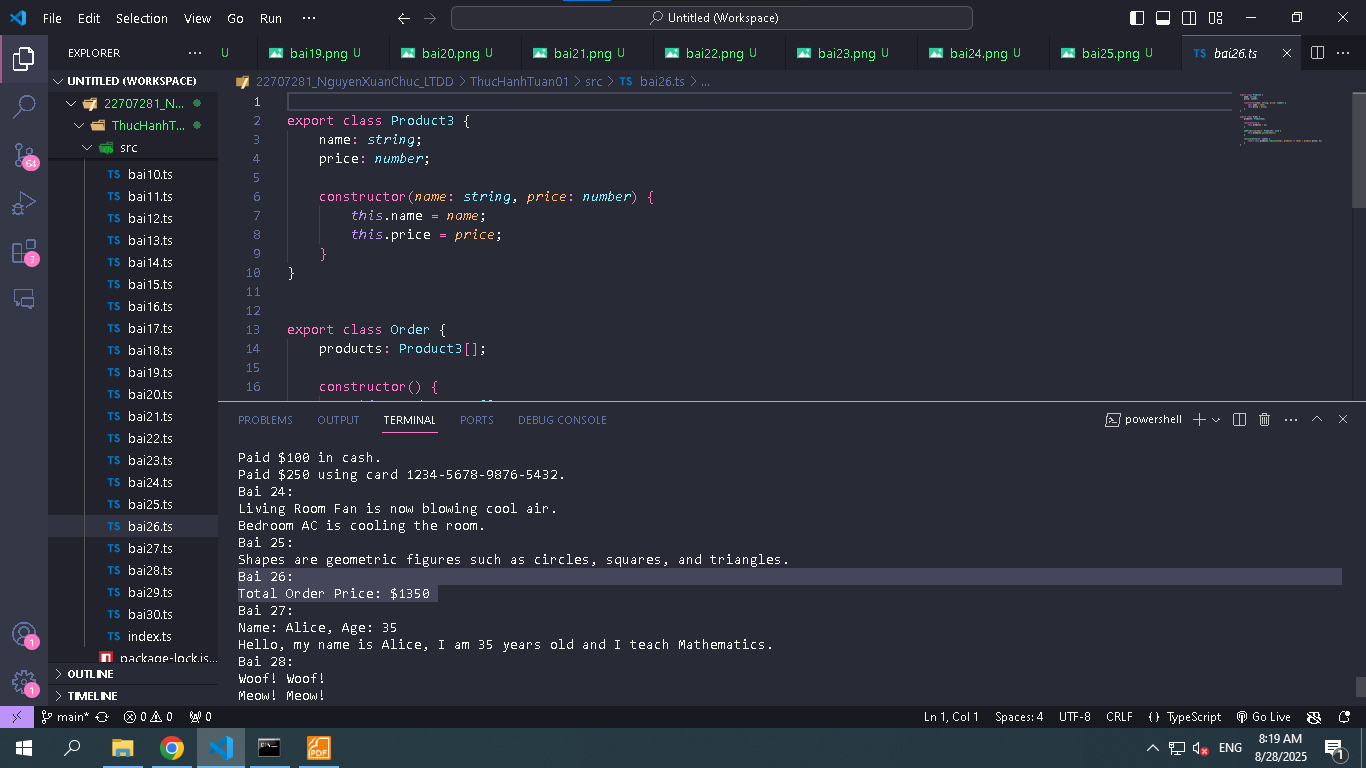 File Edit Selection View Go Run ··· Untitled (Workspace)
EXPLORER ··· U bai19.png U bai20.png U bai21.png U bai22.png U bai23.png U bai24.png U bai25.png U TS bai26.ts
UNTITLED (WORKSPACE)
22707281_N...
ThucHanhT...
src
TS bai10.ts
TS bai11.ts
TS bai12.ts
TS bai13.ts
TS bai14.ts
TS bai15.ts
TS bai16.ts
TS bai17.ts
TS bai18.ts
TS bai19.ts
TS bai20.ts
TS bai21.ts
TS bai22.ts
TS bai23.ts
TS bai24.ts
TS bai25.ts
TS bai26.ts
TS bai27.ts
TS bai28.ts
TS bai29.ts
TS bai30.ts
TS index.ts
package-lock.js...
OUTLINE
TIMELINE
64
3
1
1
22707281_NguyenXuanChuc_LTDD > ThucHanhTuan01 > src > TS bai26.ts > ...
1
2 export class Product3 {
3 name: string;
4 price: number;
5
6 constructor(name: string, price: number) {
7 this.name = name;
8 this.price = price;
9 }
10 }
11
12
13 export class Order {
14 products: Product3[];
15
16 constructor() {
PROBLEMS OUTPUT TERMINAL PORTS DEBUG CONSOLE powershell
Paid $100 in cash.
Paid $250 using card 1234-5678-9876-5432.
Bai 24:
Living Room Fan is now blowing cool air.
Bedroom AC is cooling the room.
Bai 25:
Shapes are geometric figures such as circles, squares, and triangles.
Bai 26:
Total Order Price: $1350
Bai 27:
Name: Alice, Age: 35
Hello, my name is Alice, I am 35 years old and I teach Mathematics.
Bai 28:
Woof! Woof!
Meow! Meow!
main* 0 0 0 Ln 1, Col 1 Spaces: 4 UTF-8 CRLF {} TypeScript Go Live
PDF ENG 8:19 AM
8/28/2025 1